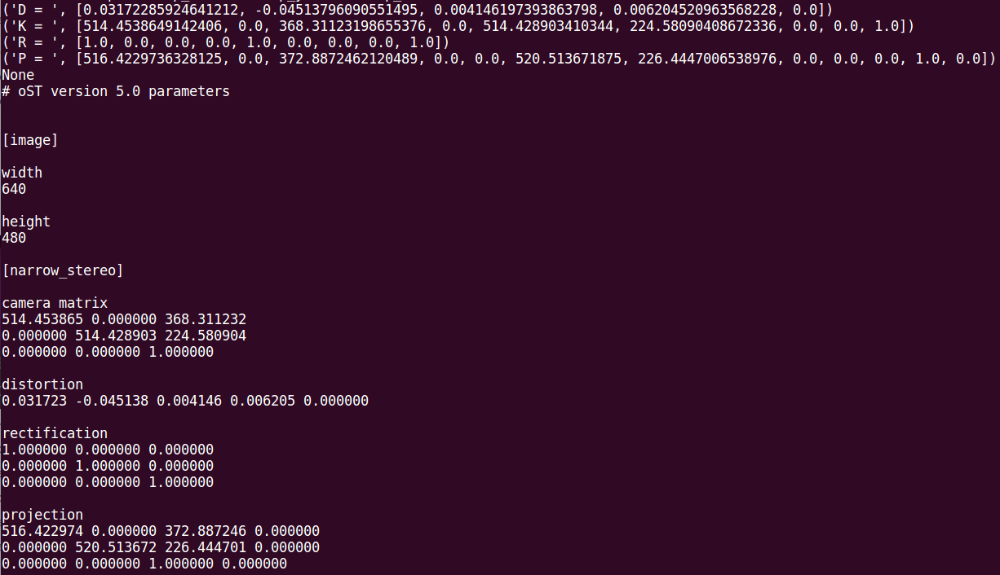 ('D = ', [0.03172285924641212, -0.04513796090551495, 0.004146197393863798, 0.006204520963568228, 0.0])
('K = ', [514.4538649142406, 0.0, 368.31123198655376, 0.0, 514.428903410344, 224.58090408672336, 0.0, 0.0, 1.0])
('R = ', [1.0, 0.0, 0.0, 0.0, 1.0, 0.0, 0.0, 0.0, 1.0])
('P = ', [516.4229736328125, 0.0, 372.8872462120489, 0.0, 0.0, 520.513671875, 226.4447006538976, 0.0, 0.0, 0.0, 1.0, 0.0])
None
# oST version 5.0 parameters
[image]
width
640
height
480
[narrow_stereo]
camera matrix
514.453865 0.000000 368.311232
0.000000 514.428903 224.580904
0.000000 0.000000 1.000000
distortion
0.031723 -0.045138 0.004146 0.006205 0.000000
rectification
1.000000 0.000000 0.000000
0.000000 1.000000 0.000000
0.000000 0.000000 1.000000
projection
516.422974 0.000000 372.887246 0.000000
0.000000 520.513672 226.444701 0.000000
0.000000 0.000000 1.000000 0.000000